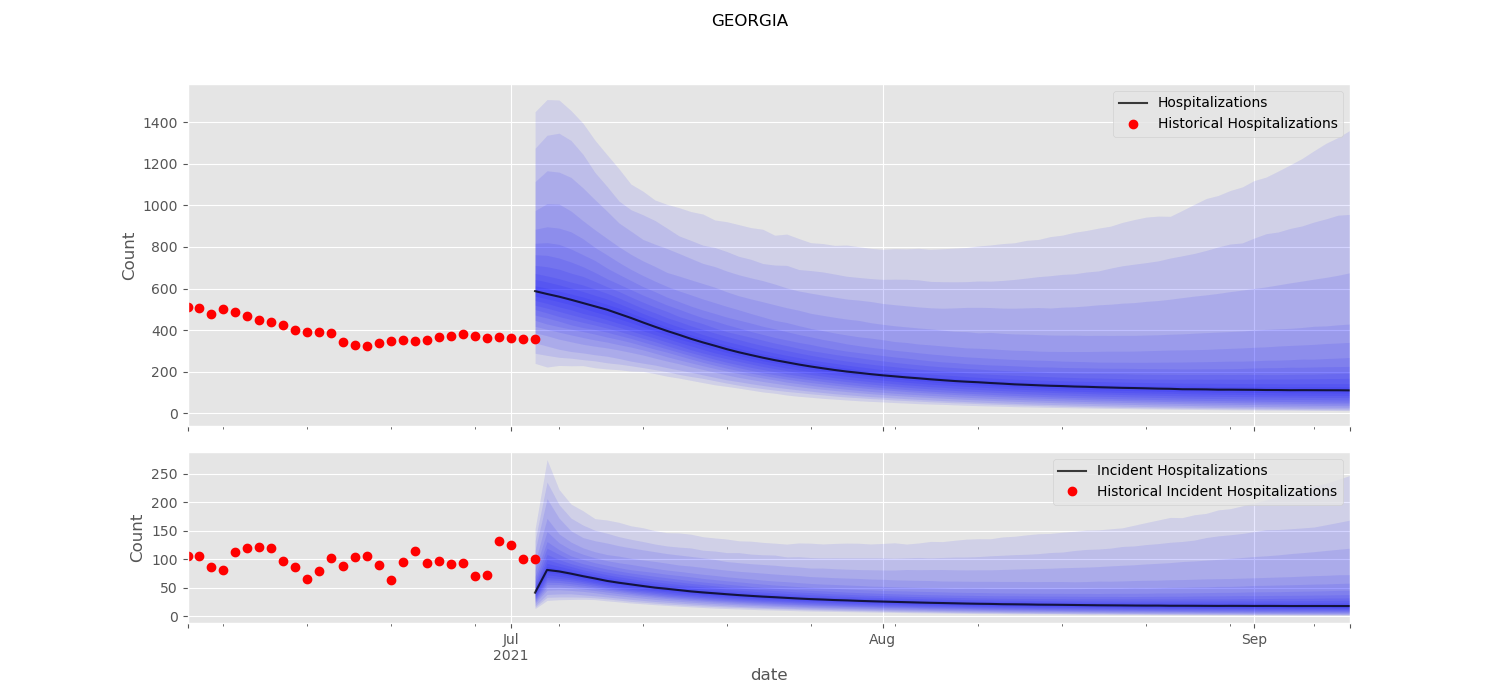 GEORGIA
Hospitalizations
Historical Hospitalizations
1400
1200
1000
800
600
400
200
0
Count
Incident Hospitalizations
Historical Incident Hospitalizations
250
200
150
100
50
0
Count
Jul
2021
Aug
Sep
date